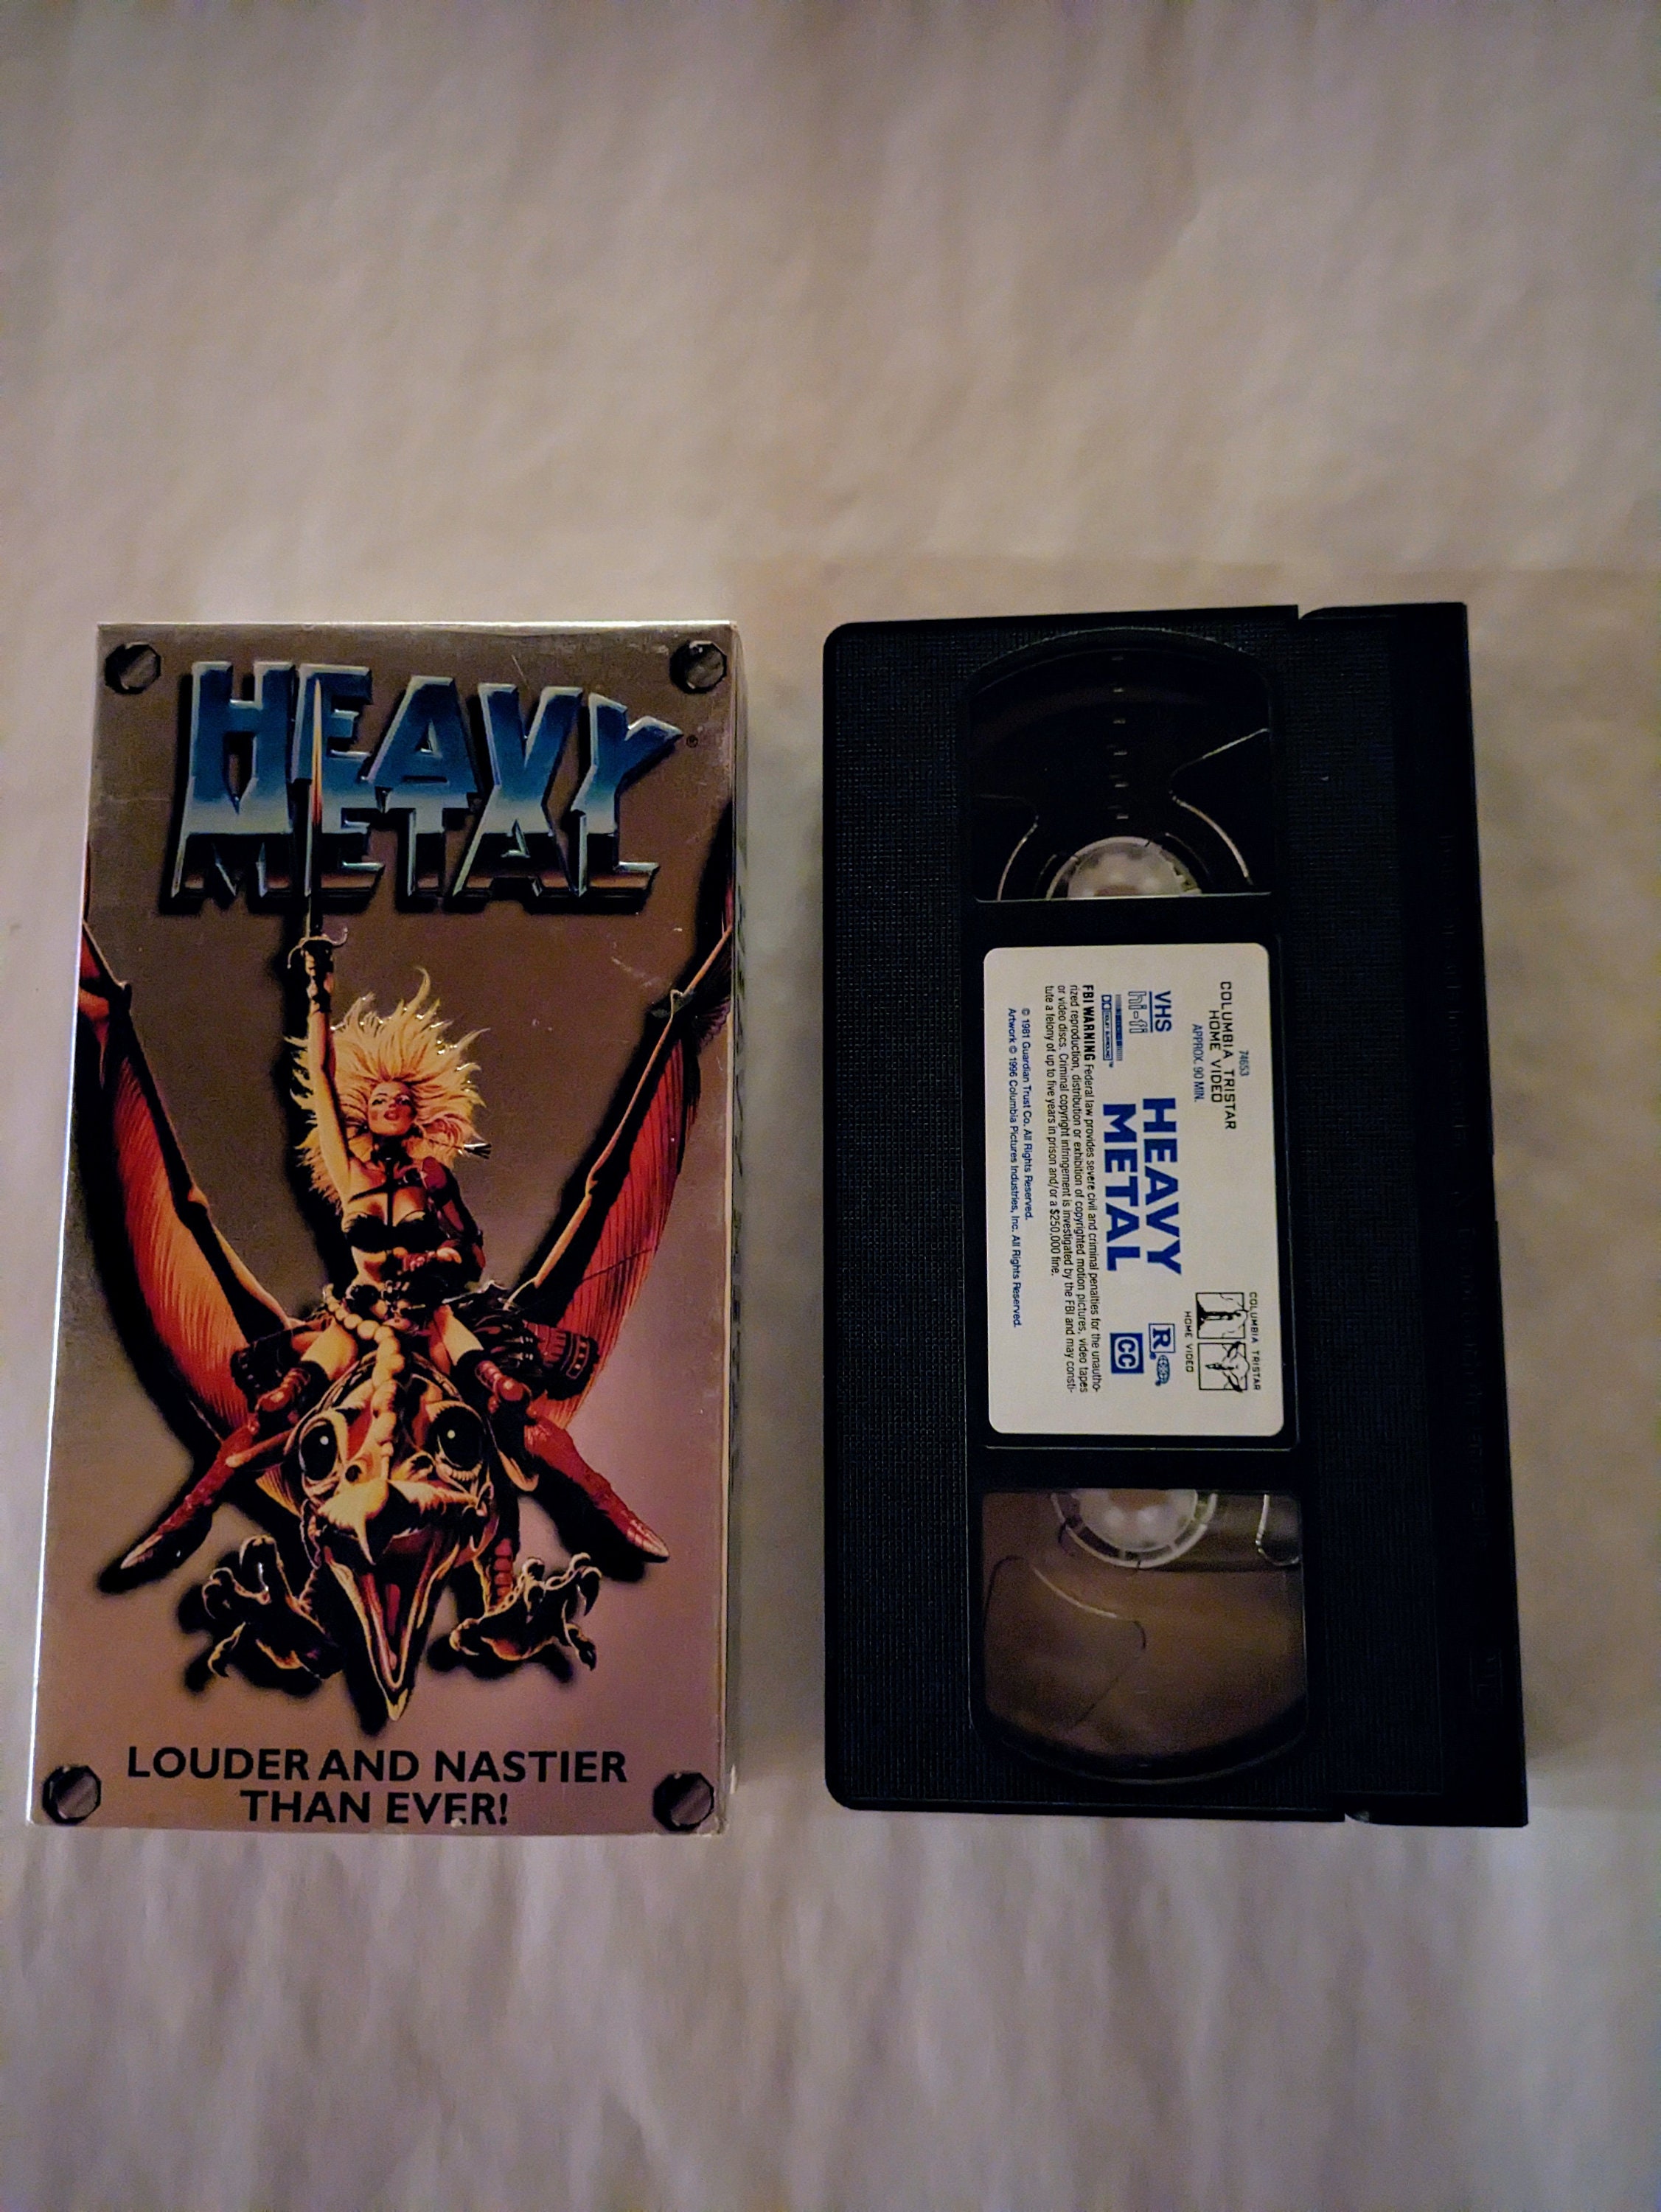 HEAVY
METAL
LOUDER AND NASTIER
THAN EVER!
74653
COLUMBIA TRISTAR
HOME VIDEO
APPROX. 90 MIN.
COLUMBIA TRISTAR
HOME VIDEO
VHS
hi-fi
HEAVY
METAL
R
CC
FBI WARNING Federal law provides severe civil and criminal penalties for the unautho-
rized reproduction, distribution or exhibition of copyrighted motion pictures, video tapes
or video discs. Criminal copyright infringement is investigated by the FBI and may consti-
tute a felony of up to five years in prison and/or a $250,000 fine.
© 1981 Guardian Trust Co. All Rights Reserved.
Artwork © 1996 Columbia Pictures Industries, Inc. All Rights Reserved.